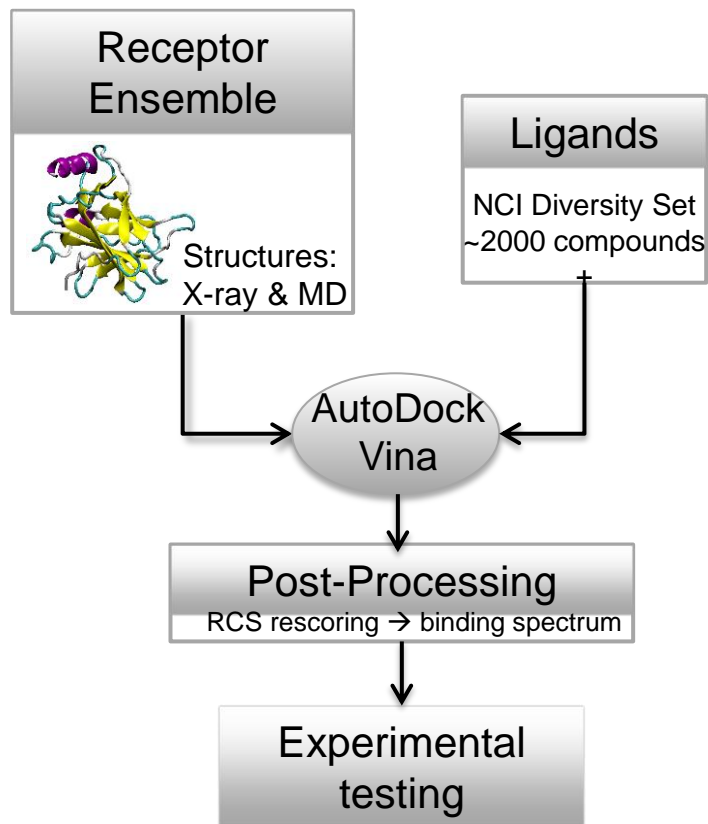 Receptor
Ensemble
Structures:
X-ray & MD
Ligands
NCI Diversity Set
~2000 compounds
+
AutoDock
Vina
Post-Processing
RCS rescoring → binding spectrum
Experimental
testing